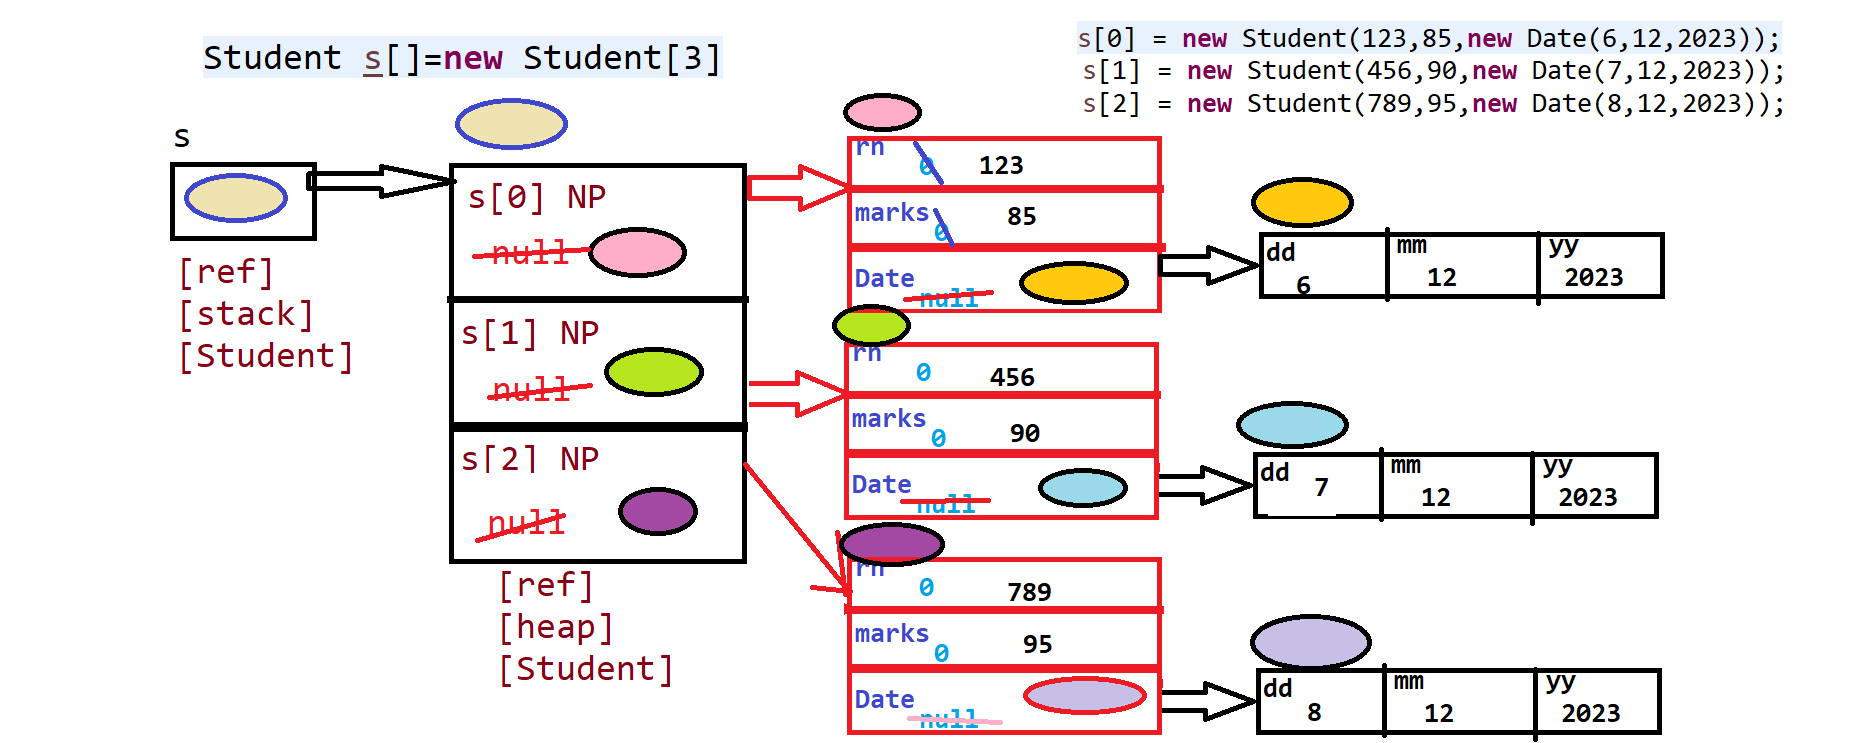 Student s[]=new Student[3]
s[0] = new Student(123,85,new Date(6,12,2023));
s[1] = new Student(456,90,new Date(7,12,2023));
s[2] = new Student(789,95,new Date(8,12,2023));
s
[ref]
[stack]
[Student]
s[0] NP
null
s[1] NP
null
s[2] NP
null
[ref]
[heap]
[Student]
rn
0 123
marks
0 85
Date
null
dd mm yy
6 12 2023
rn
0 456
marks
0 90
Date
null
dd mm yy
7 12 2023
rn
0 789
marks
0 95
Date
null
dd mm yy
8 12 2023